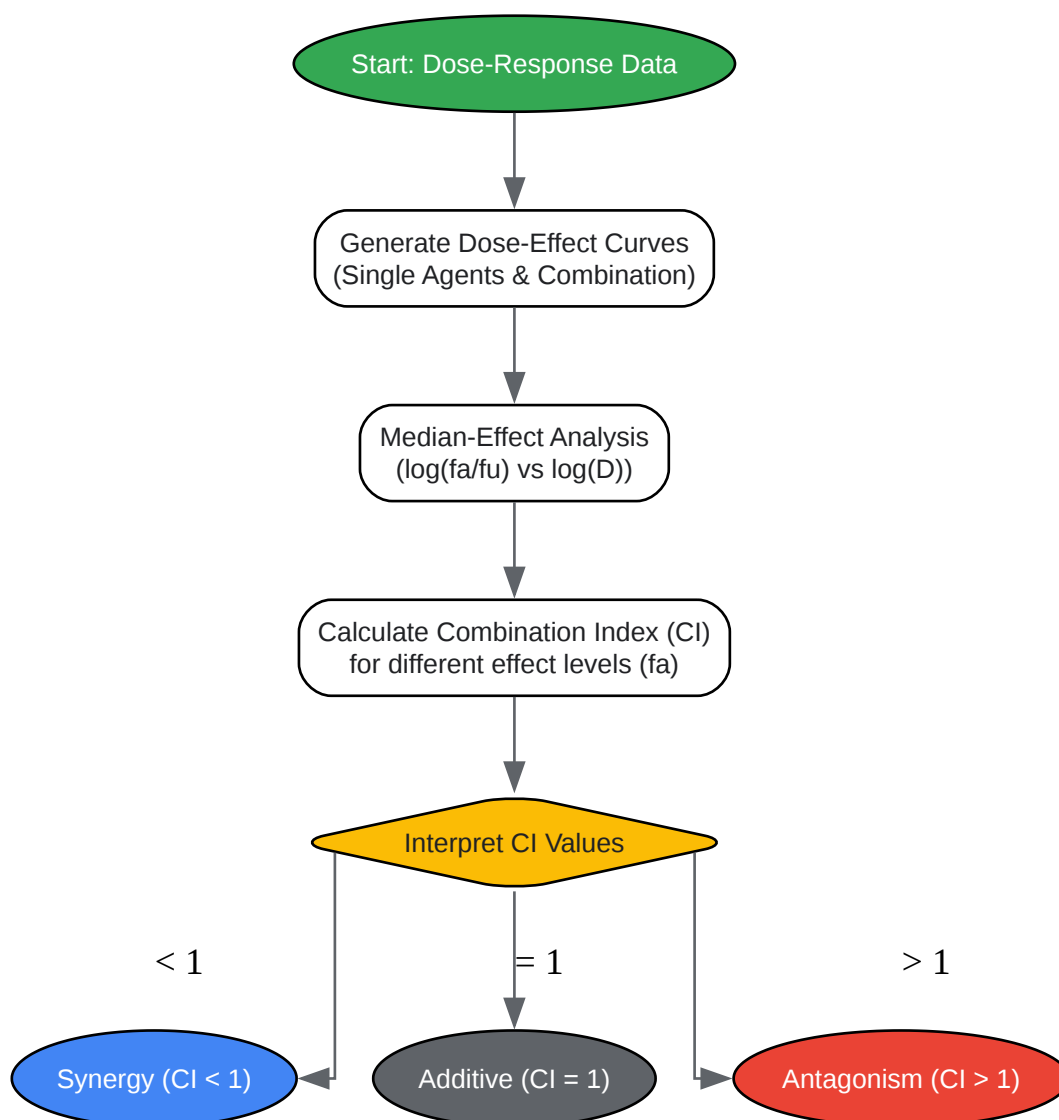 Start: Dose-Response Data
Generate Dose-Effect Curves
(Single Agents & Combination)
Median-Effect Analysis
(log(fa/fu) vs log(D))
Calculate Combination Index (CI)
for different effect levels (fa)
Interpret CI Values
< 1
= 1
> 1
Synergy (CI < 1)
Additive (CI = 1)
Antagonism (CI > 1)